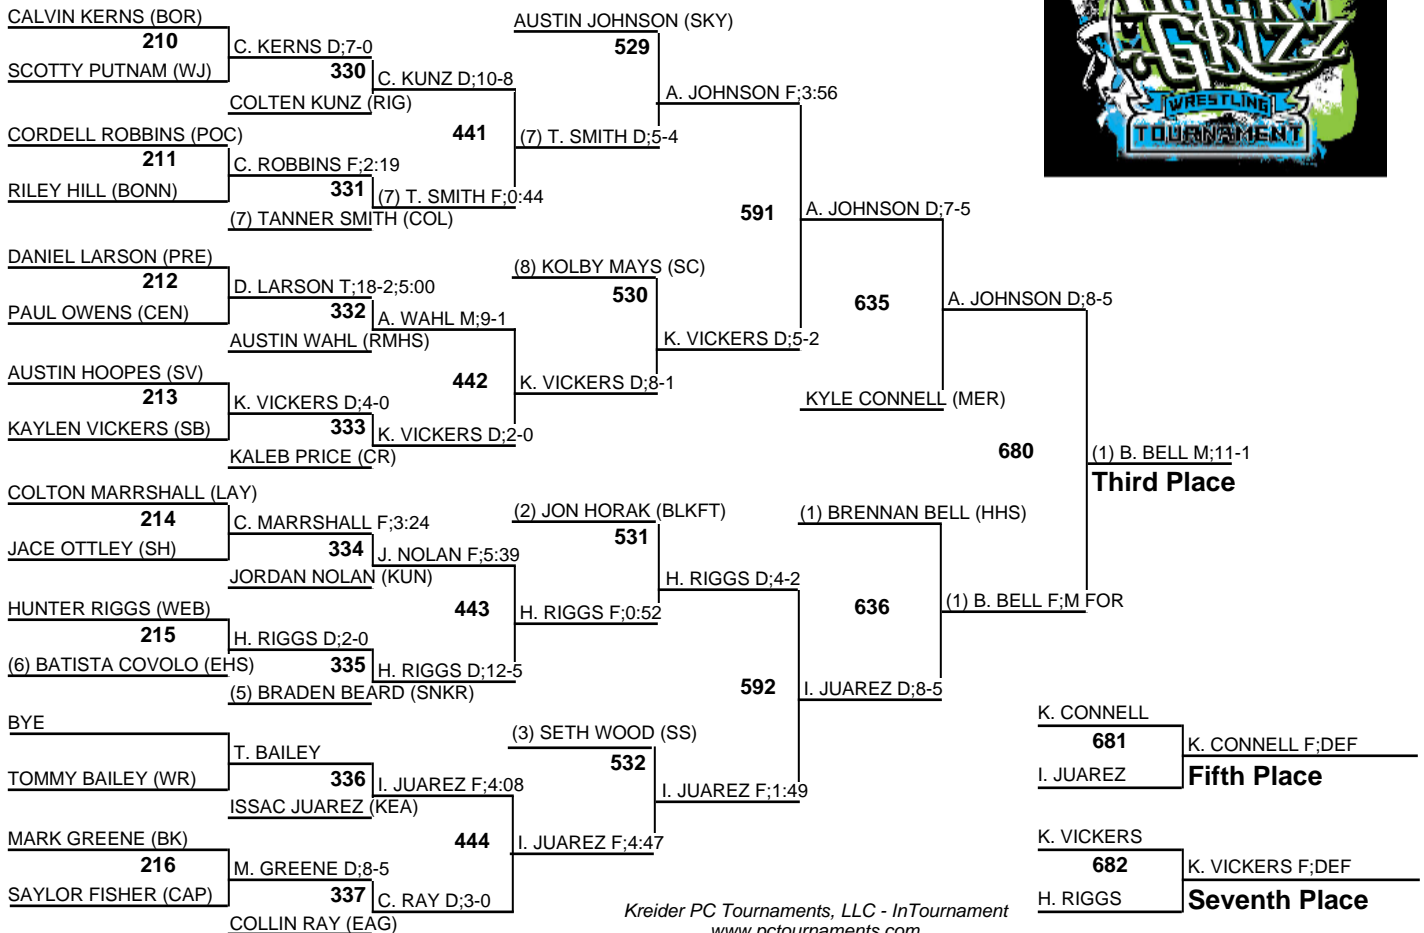 CALVIN KERNS (BOR)
210
SCOTTY PUTNAM (WJ)
C. KERNS D;7-0
330
COLTEN KUNZ (RIG)
C. KUNZ D;10-8
CORDELL ROBBINS (POC)
211
RILEY HILL (BONN)
C. ROBBINS F;2:19
331
(7) TANNER SMITH (COL)
(7) T. SMITH F;0:44
441
(7) T. SMITH D;5-4
AUSTIN JOHNSON (SKY)
529
A. JOHNSON F;3:56
DANIEL LARSON (PRE)
212
PAUL OWENS (CEN)
D. LARSON T;18-2;5:00
332
AUSTIN WAHL (RMHS)
A. WAHL M;9-1
AUSTIN HOOPES (SV)
213
KAYLEN VICKERS (SB)
K. VICKERS D;4-0
333
KALEB PRICE (CR)
K. VICKERS D;2-0
442
K. VICKERS D;8-1
(8) KOLBY MAYS (SC)
530
K. VICKERS D;5-2
591
A. JOHNSON D;7-5
635
KYLE CONNELL (MER)
A. JOHNSON D;8-5
COLTON MARRSHALL (LAY)
214
JACE OTTLEY (SH)
C. MARRSHALL F;3:24
334
JORDAN NOLAN (KUN)
J. NOLAN F;5:39
HUNTER RIGGS (WEB)
215
(6) BATISTA COVOLO (EHS)
H. RIGGS D;2-0
335
(5) BRADEN BEARD (SNKR)
H. RIGGS D;12-5
443
H. RIGGS F;0:52
(2) JON HORAK (BLKFT)
531
H. RIGGS D;4-2
BYE
TOMMY BAILEY (WR)
T. BAILEY
336
ISSAC JUAREZ (KEA)
I. JUAREZ F;4:08
MARK GREENE (BK)
216
SAYLOR FISHER (CAP)
M. GREENE D;8-5
337
COLLIN RAY (EAG)
C. RAY D;3-0
444
I. JUAREZ F;4:47
(3) SETH WOOD (SS)
532
I. JUAREZ F;1:49
592
I. JUAREZ D;8-5
(1) BRENNAN BELL (HHS)
636
(1) B. BELL F;M FOR
680
(1) B. BELL M;11-1
Third Place
K. CONNELL
681
I. JUAREZ
K. CONNELL F;DEF
Fifth Place
K. VICKERS
682
H. RIGGS
K. VICKERS F;DEF
Seventh Place
GRIZZ
WRESTLING
TOURNAMENT
Kreider PC Tournaments, LLC - InTournament
www.pctournaments.com